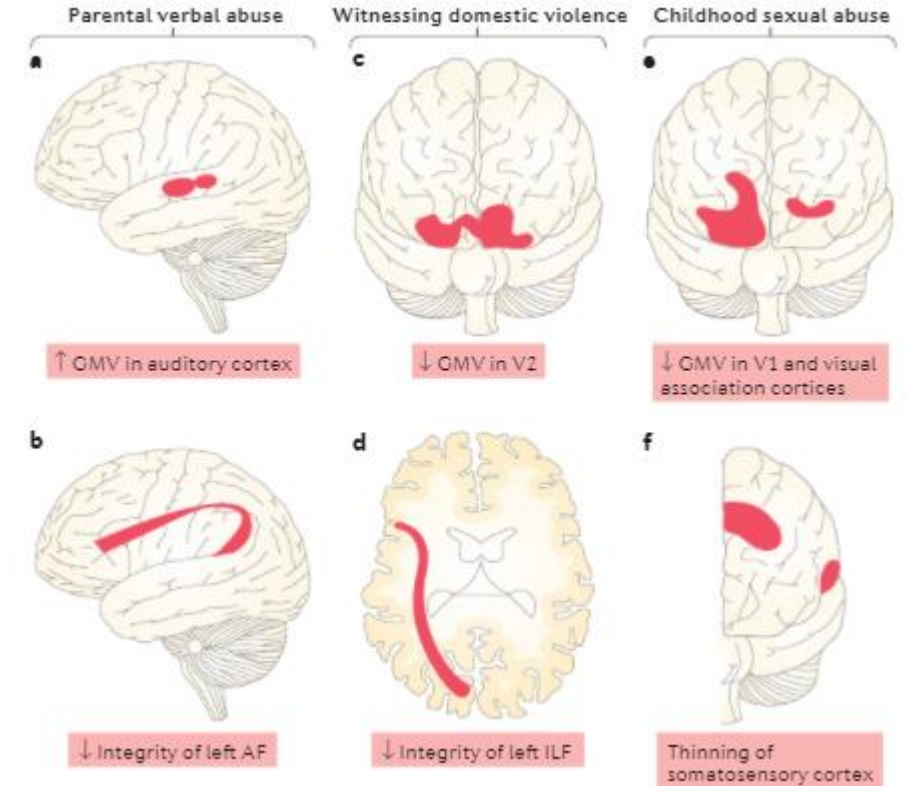 Parental verbal abuse
Witnessing domestic violence
Childhood sexual abuse
a
c
e
↑ GMV in auditory cortex
↓ GMV in V2
↓ GMV in V1 and visual
association cortices
b
d
f
↓ Integrity of left AF
↓ Integrity of left ILF
Thinning of
somatosensory cortex